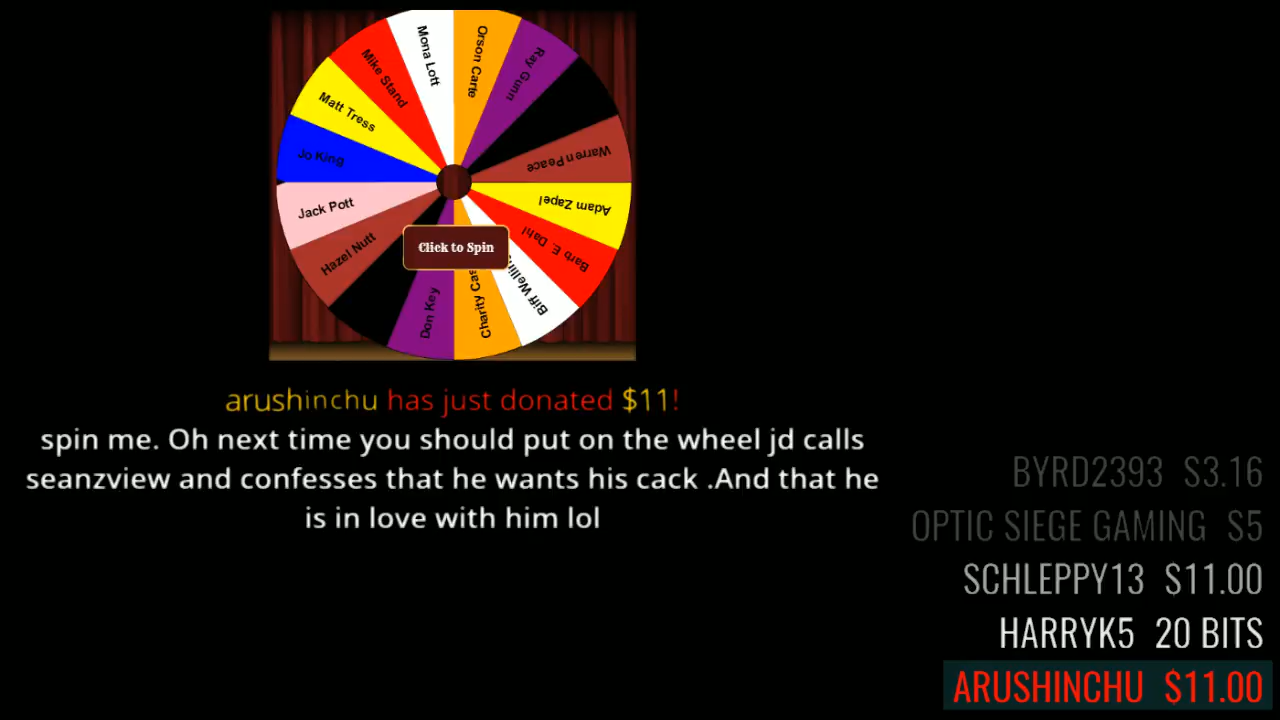 Mona Lott
Orson Carte
Ray Gunn
Mike Stand
Matt Tress
Warren Peace
Jo King
Adam Zapel
Jack Pott
Barb E. Dahl
Hazel Nutt
Click to Spin
Biff
Charity
Don Key
arushinchu has just donated $11!
spin me. Oh next time you should put on the wheel jd calls
seanzview and confesses that he wants his cack .And that he
is in love with him lol
BYRD2393 $3.16
OPTIC SIEGE GAMING $5
SCHLEPPY13 $11.00
HARRYK5 20 BITS
ARUSHINCHU $11.00